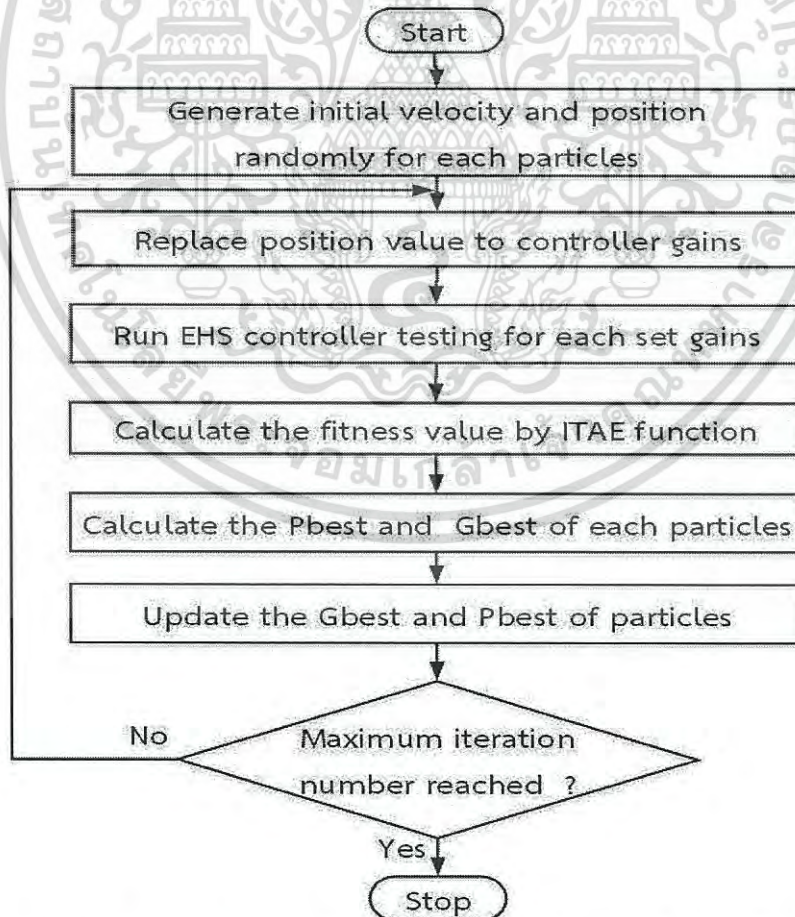 Start
Generate initial velocity and position
randomly for each particles
Replace position value to controller gains
Run EHS controller testing for each set gains
Calculate the fitness value by ITAE function
Calculate the Pbest and Gbest of each particles
Update the Gbest and Pbest of particles
No
Maximum iteration
number reached ?
Yes
Stop